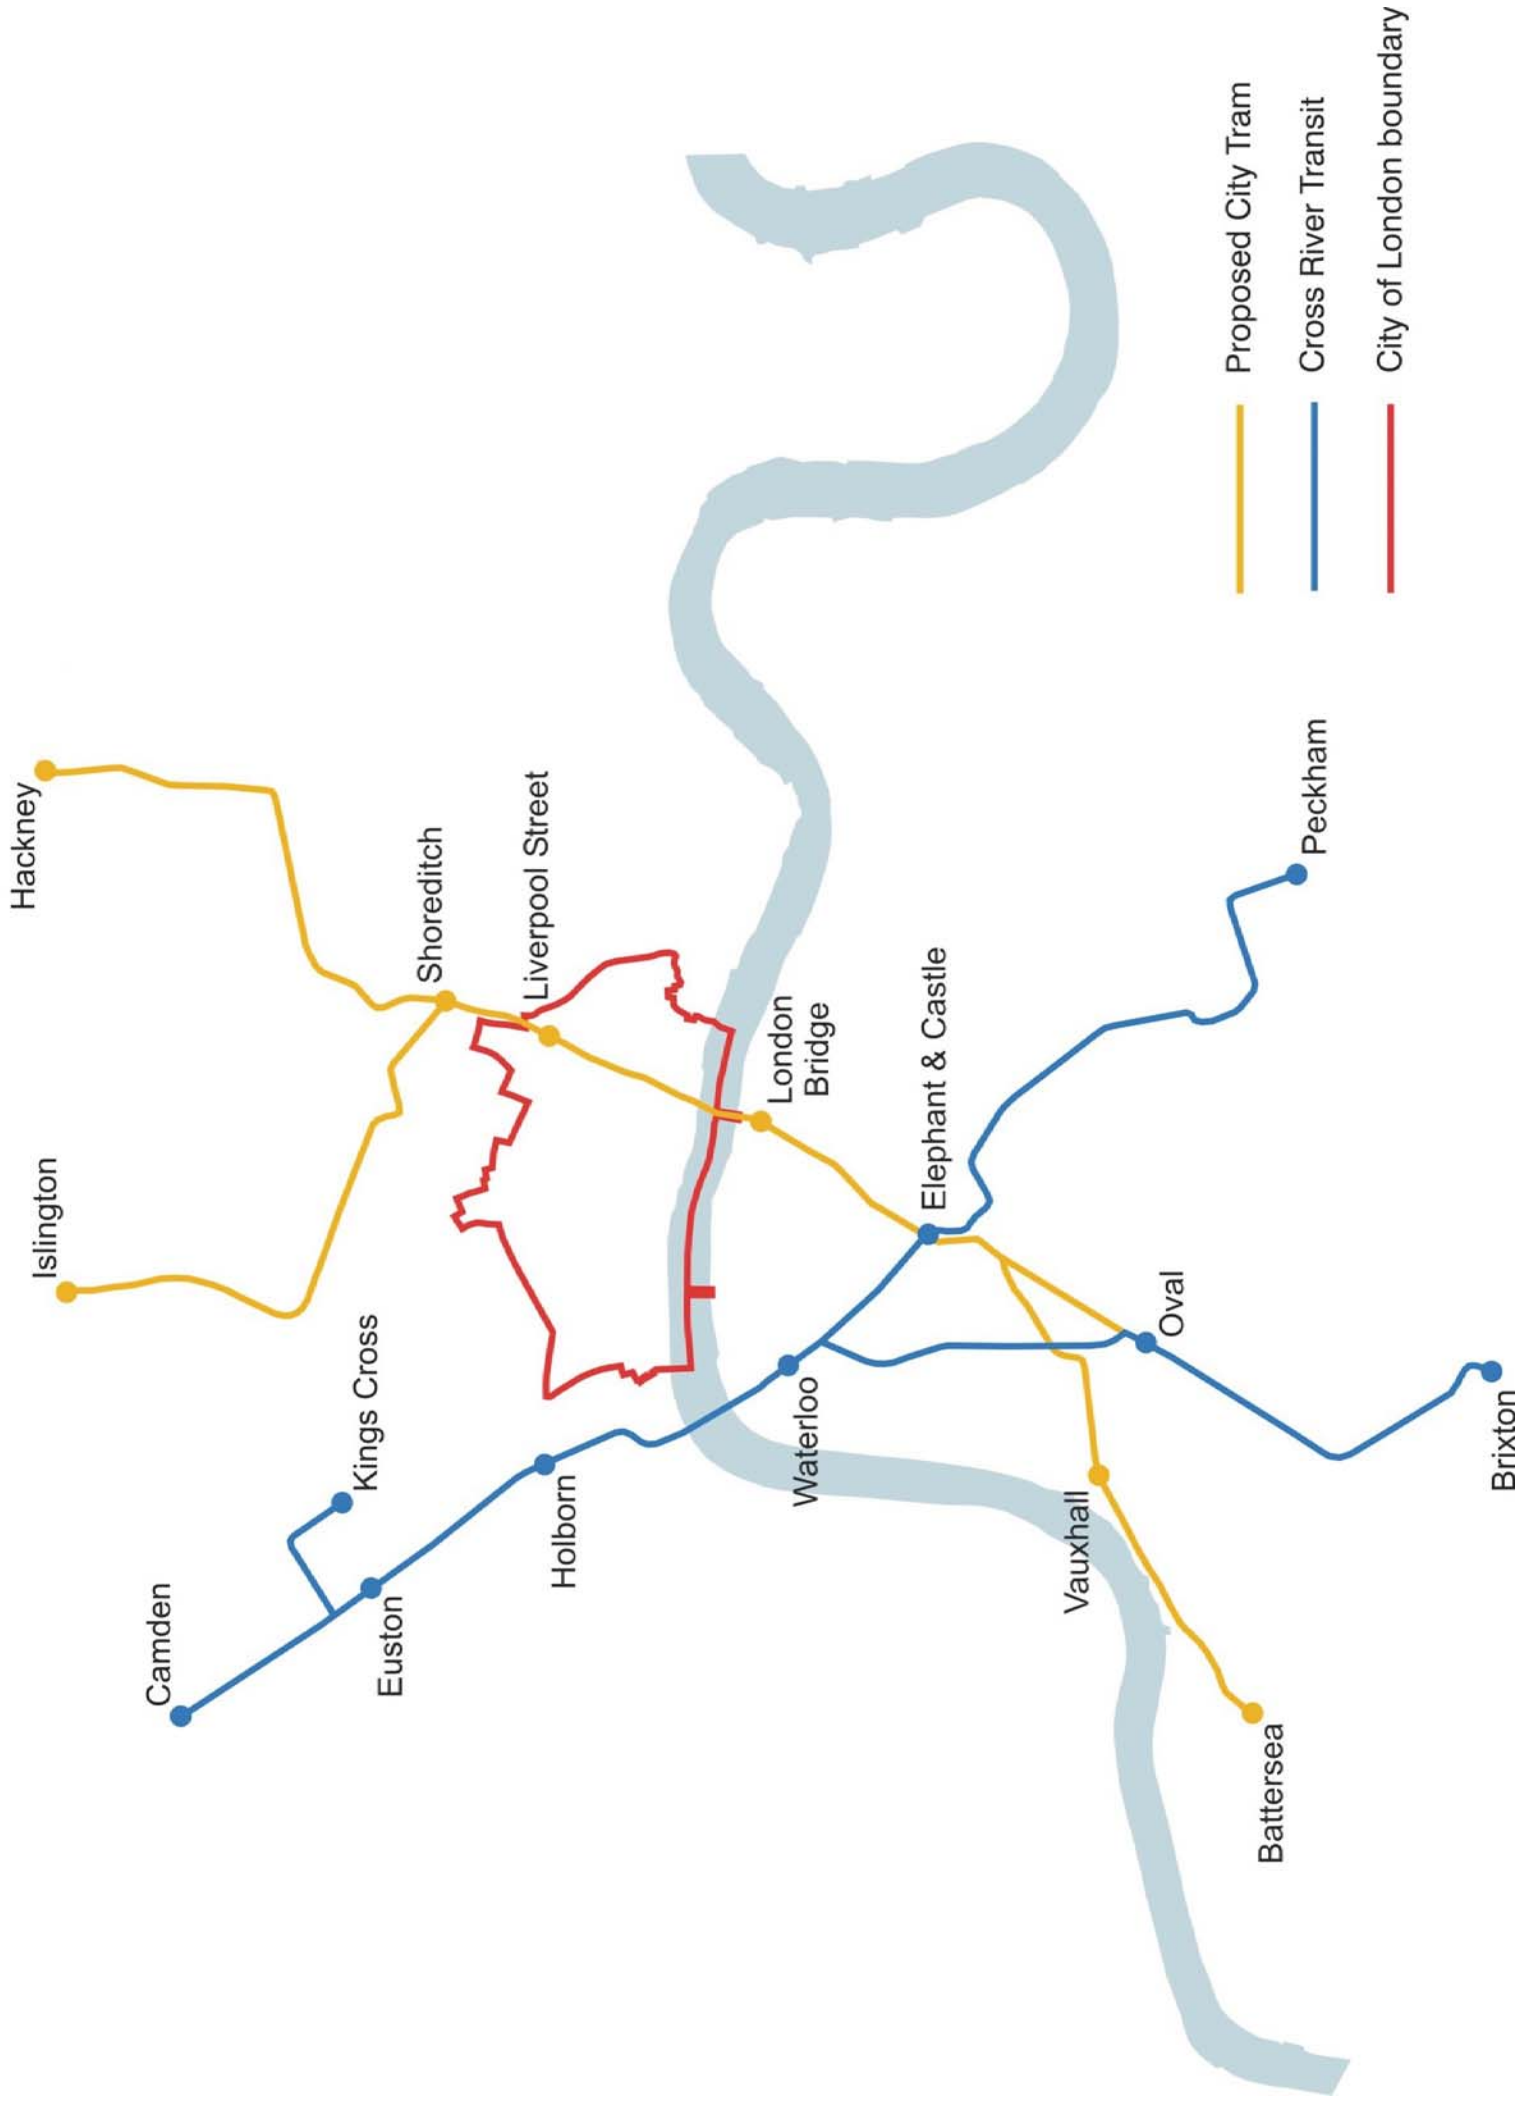 Hackney
Islington
Shoreditch
Camden
Kings Cross
Liverpool Street
Euston
Holborn
London
Bridge
Waterloo
Elephant & Castle
Vauxhall
Oval
Battersea
Peckham
Brixton
Proposed City Tram
Cross River Transit
City of London boundary